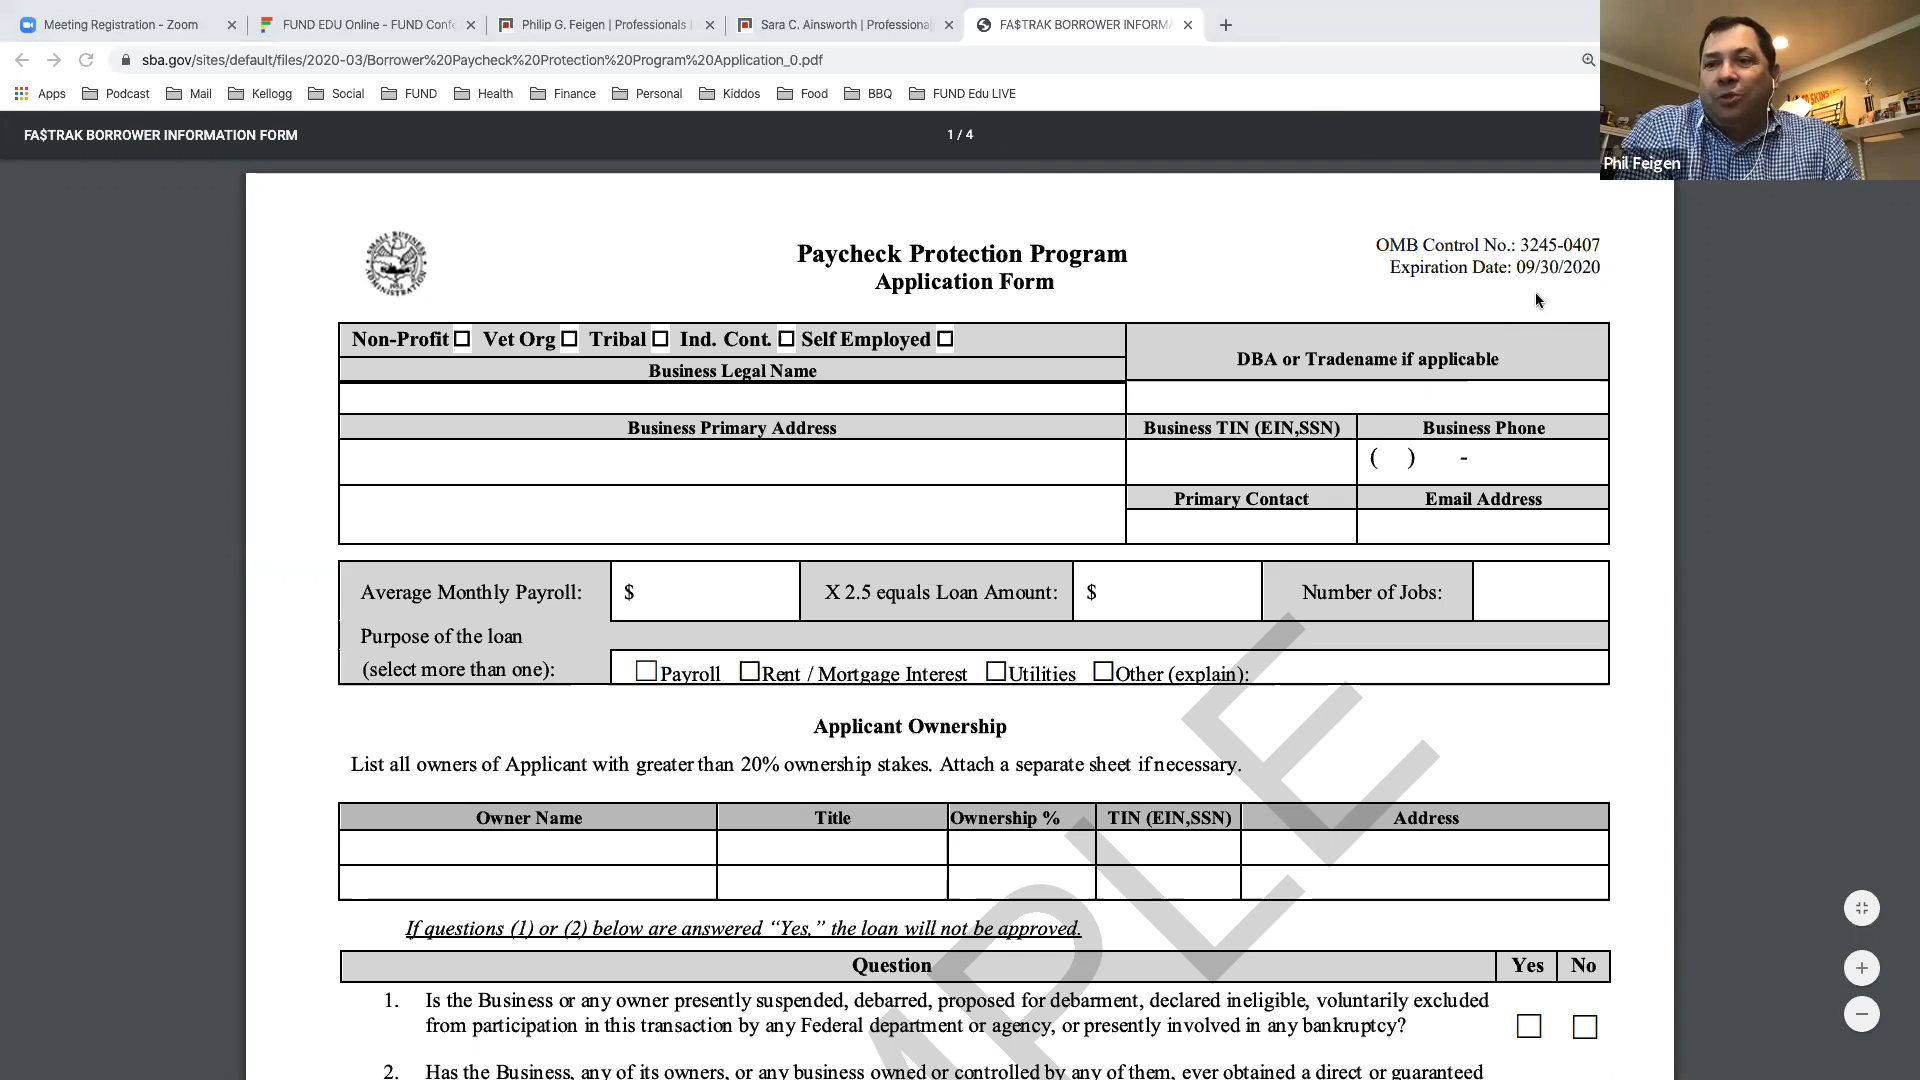 Meeting Registration - Zoom
FUND EDU Online - FUND Confe
Philip G. Feigen | Professionals |
Sara C. Ainsworth | Professional
FA$TRAK BORROWER INFORMA
sba.gov/sites/default/files/2020-03/Borrower%20Paycheck%20Protection%20Program%20Application_0.pdf
Apps Podcast Mail Kellogg Social FUND Health Finance Personal Kiddos Food BBQ FUND Edu LIVE
FA$TRAK BORROWER INFORMATION FORM
1 / 4
Phil Feigen
SMALL BUSINESS ADMINISTRATION
1953
Paycheck Protection Program
Application Form
OMB Control No.: 3245-0407
Expiration Date: 09/30/2020
Non-Profit ☐ Vet Org ☐ Tribal ☐ Ind. Cont. ☐ Self Employed ☐
DBA or Tradename if applicable
Business Legal Name
Business Primary Address
Business TIN (EIN,SSN)
Business Phone
( ) -
Primary Contact
Email Address
Average Monthly Payroll: $ X 2.5 equals Loan Amount: $ Number of Jobs:
Purpose of the loan
(select more than one):
☐Payroll ☐Rent / Mortgage Interest ☐Utilities ☐Other (explain):
Applicant Ownership
List all owners of Applicant with greater than 20% ownership stakes. Attach a separate sheet if necessary.
Owner Name Title Ownership % TIN (EIN,SSN) Address
If questions (1) or (2) below are answered “Yes,” the loan will not be approved.
Question Yes No
1. Is the Business or any owner presently suspended, debarred, proposed for debarment, declared ineligible, voluntarily excluded
from participation in this transaction by any Federal department or agency, or presently involved in any bankruptcy?
2. Has the Business, any of its owners, or any business owned or controlled by any of them, ever obtained a direct or guaranteed
MPLE